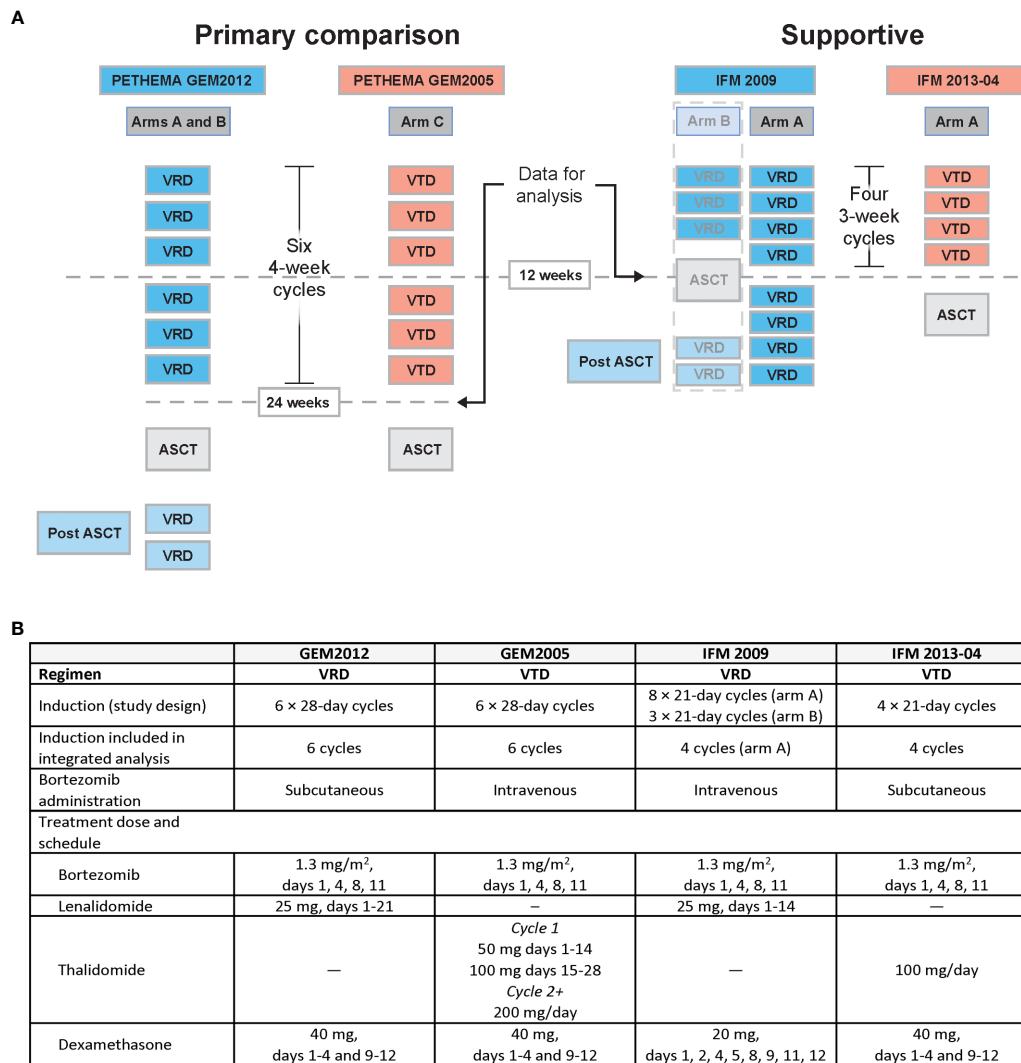 A
Primary comparison
Supportive
PETHEMA GEM2012
PETHEMA GEM2005
IFM 2009
IFM 2013-04
Arms A and B
Arm C
Arm B
Arm A
Arm A
Data for
analysis
VRD
VRD
VRD
VRD
VRD
VRD
VTD
VTD
VTD
VTD
VTD
VTD
Six
4-week
cycles
12 weeks
24 weeks
ASCT
ASCT
Post ASCT
VRD
VRD
VRD
VRD
VRD
ASCT
VRD
VRD
Post ASCT
VRD
VRD
VRD
VRD
VRD
VRD
VRD
VRD
Four
3-week
cycles
VTD
VTD
VTD
VTD
ASCT
B
GEM2012 GEM2005 IFM 2009 IFM 2013-04
Regimen VRD VTD VRD VTD
Induction (study design) 6 × 28-day cycles 6 × 28-day cycles 8 × 21-day cycles (arm A)
3 × 21-day cycles (arm B) 4 × 21-day cycles
Induction included in
integrated analysis 6 cycles 6 cycles 4 cycles (arm A) 4 cycles
Bortezomib
administration Subcutaneous Intravenous Intravenous Subcutaneous
Treatment dose and
schedule
Bortezomib 1.3 mg/m², 1.3 mg/m², 1.3 mg/m², 1.3 mg/m²,
days 1, 4, 8, 11 days 1, 4, 8, 11 days 1, 4, 8, 11 days 1, 4, 8, 11
Lenalidomide 25 mg, days 1-21 – 25 mg, days 1-14 —
Thalidomide — Cycle 1
50 mg days 1-14
100 mg days 15-28
Cycle 2+
200 mg/day — 100 mg/day
Dexamethasone 40 mg, 40 mg, 20 mg, 40 mg,
days 1-4 and 9-12 days 1-4 and 9-12 days 1, 2, 4, 5, 8, 9, 11, 12 days 1-4 and 9-12